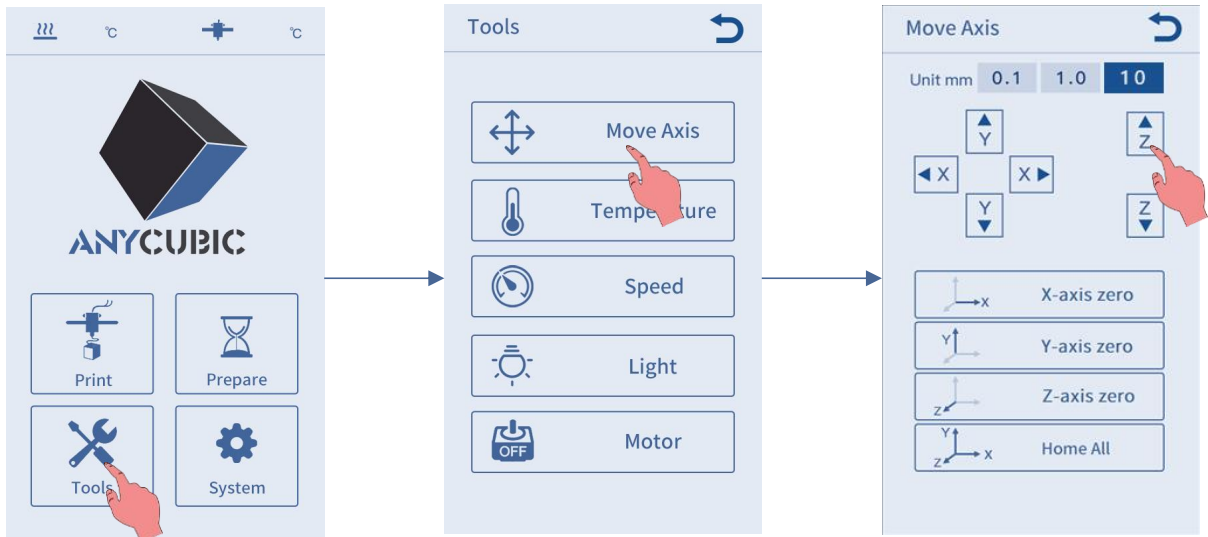 ℃ ℃
ANYCUBIC
Print Prepare
Tools System
Tools
Move Axis
Temperature
Speed
Light
OFF Motor
Move Axis
Unit mm 0.1 1.0 10
Y Z
X X
Y Z
X X-axis zero
Y Y-axis zero
Z Z-axis zero
Y
Z X Home All